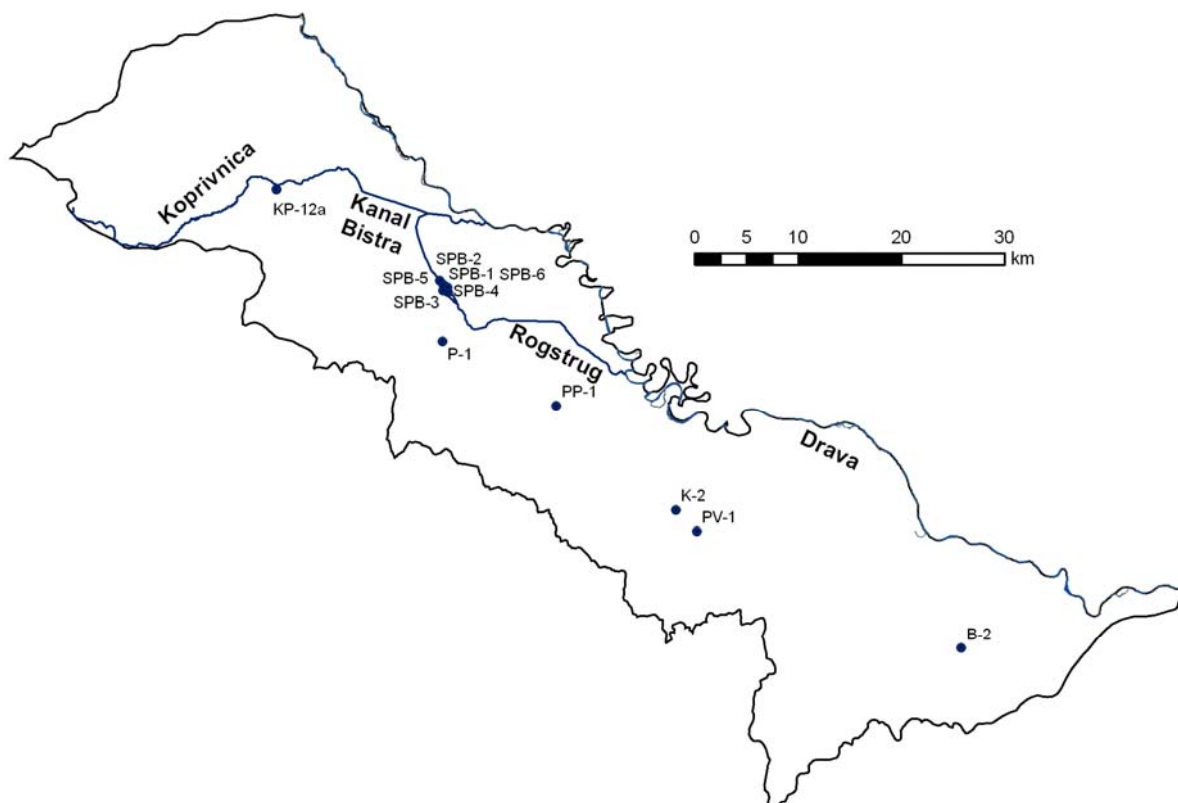 Koprivnica
KP-12a
Kanal
Bistra
0 5 10 20 30
km
SPB-2
SPB-5 SPB-1 SPB-6
SPB-3 SPB-4
P-1
Rogstrug
PP-1
Drava
K-2
PV-1
B-2